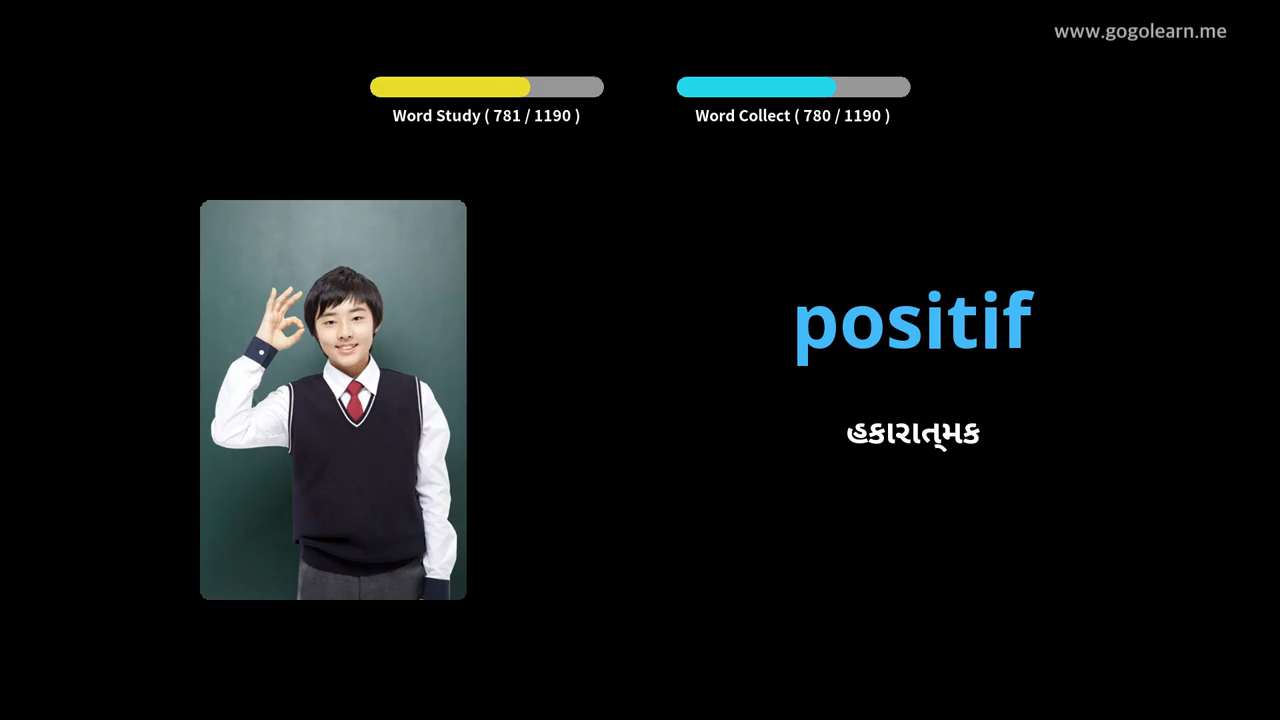 www.gogolearn.me
Word Study ( 781 / 1190 )
Word Collect ( 780 / 1190 )
positif
હકારાત્મક